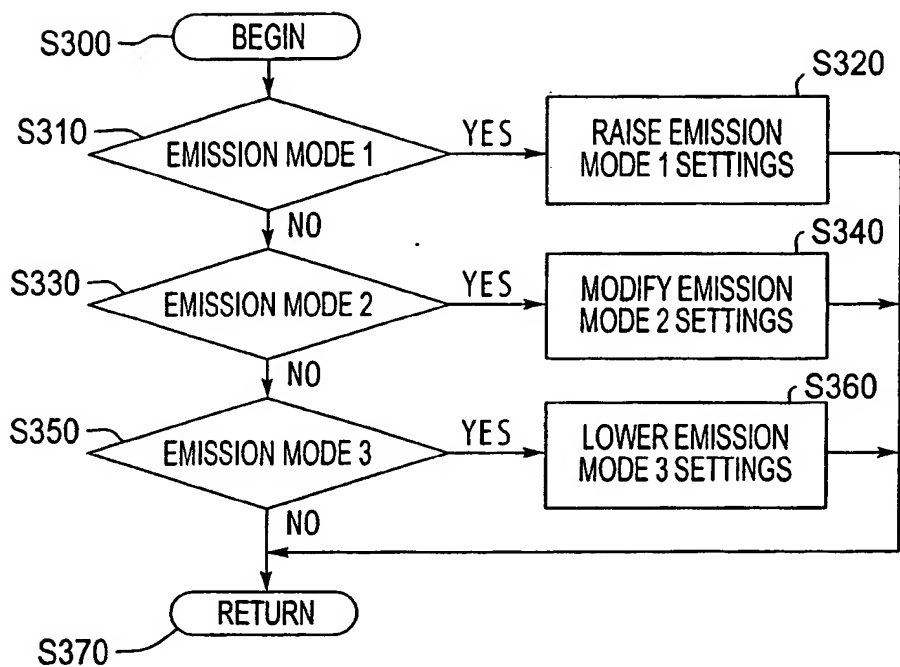 S300
BEGIN
S310
EMISSION MODE 1
YES
S320
RAISE EMISSION
MODE 1 SETTINGS
NO
S330
EMISSION MODE 2
YES
S340
MODIFY EMISSION
MODE 2 SETTINGS
NO
S350
EMISSION MODE 3
YES
S360
LOWER EMISSION
MODE 3 SETTINGS
NO
RETURN
S370